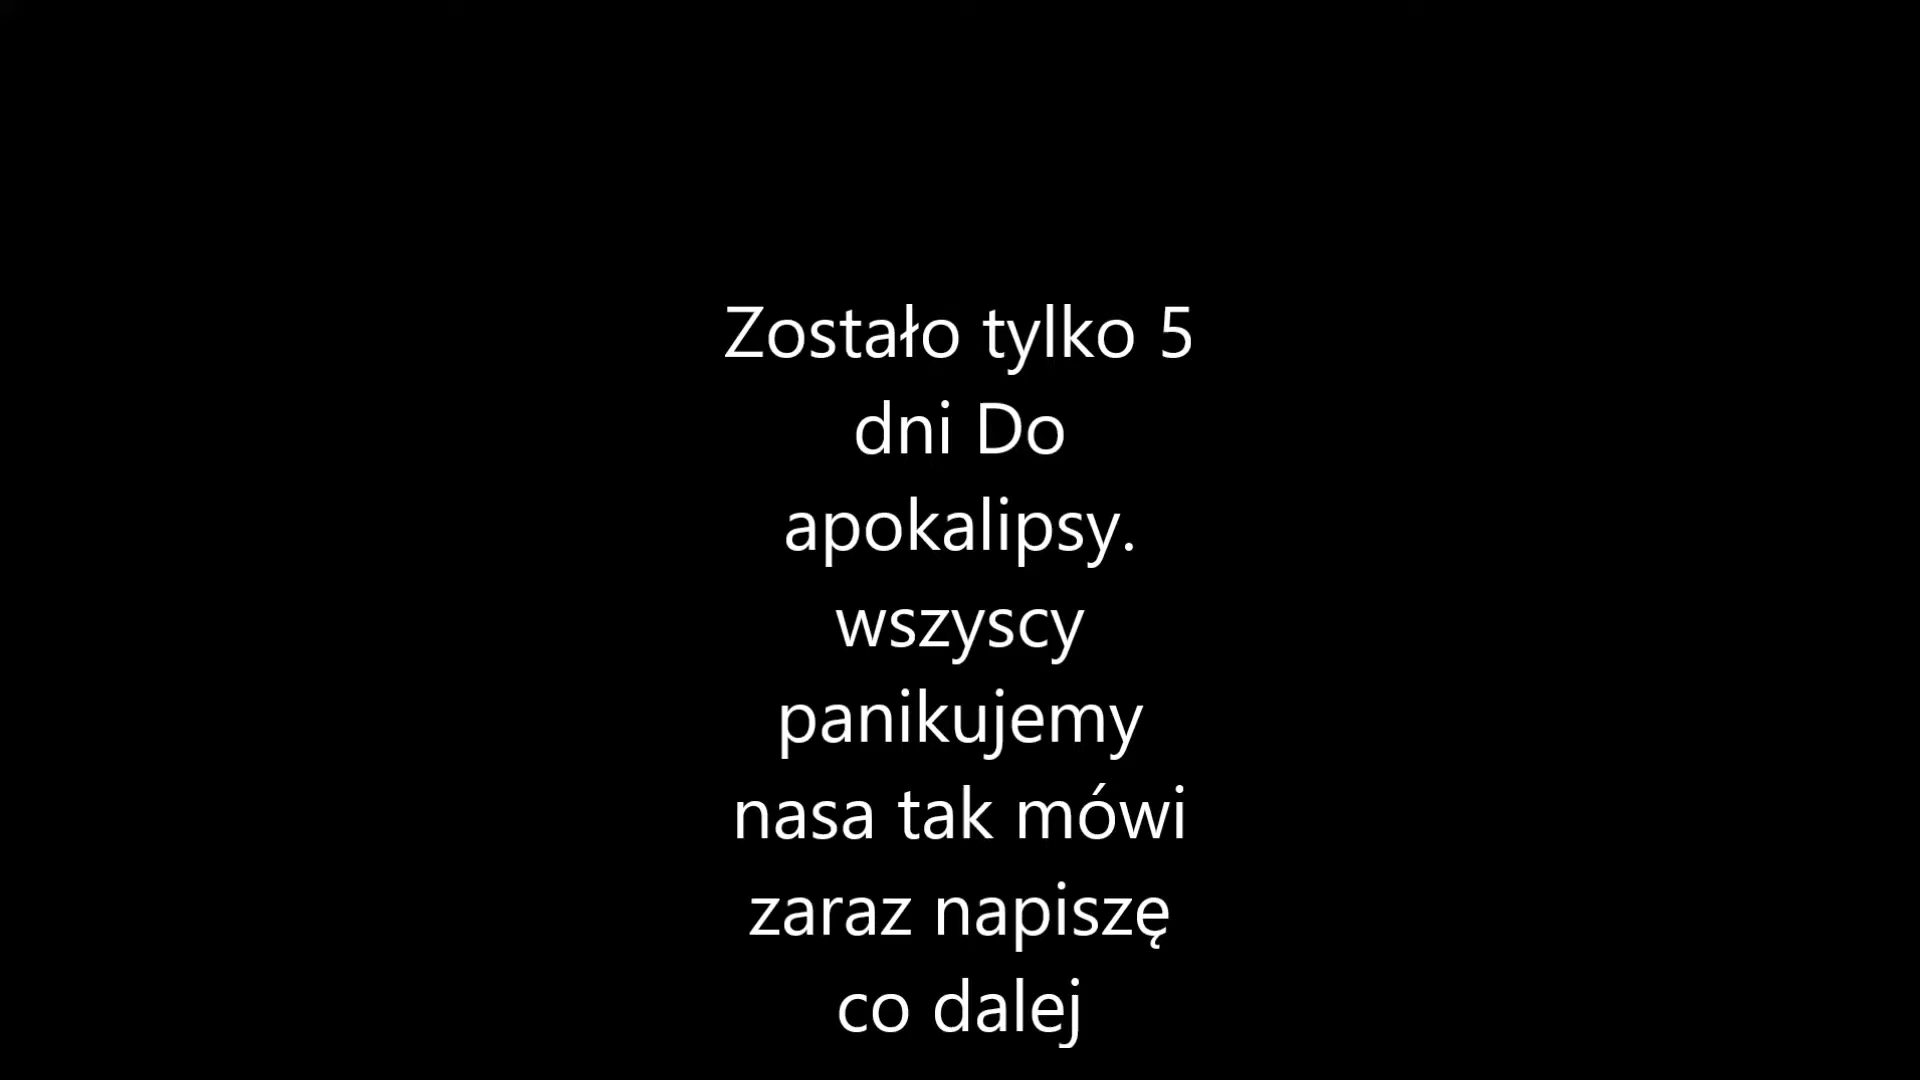 Zostało tylko 5
dni Do
apokalipsy.
wszyscy
panikujemy
nasa tak mówi
zaraz napiszę
co dalej